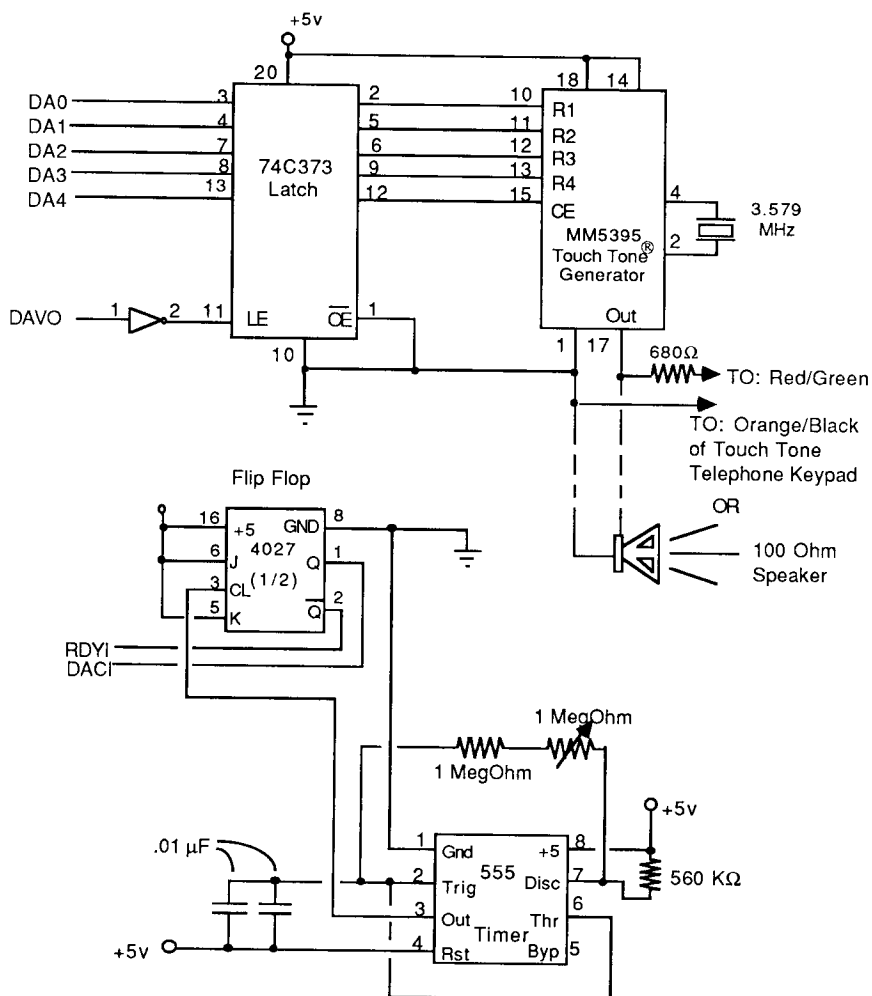 +5v
20
18 14
DA0 3 2 10 R1
DA1 4 5 11 R2
DA2 7 6 12 R3
DA3 8 9 13 R4
DA4 13 12 15 CE
74C373
Latch
MM5395
Touch Tone®
Generator
4
2
3.579
MHz
DAVO 1 2 11 LE OE 1
Out
10
1 17
680Ω
TO: Red/Green
TO: Orange/Black
of Touch Tone
Telephone Keypad
OR
100 Ohm
Speaker
Flip Flop
16 +5 GND 8
6 J 4027 Q 1
3 CL (1/2)
5 K Q 2
RDYI
DACI
1 MegOhm
1 MegOhm
+5v
.01 µF
1 Gnd 555 +5 8
2 Trig Disc 7
560 KΩ
3 Out Thr 6
Timer
+5v 4 Rst Byp 5